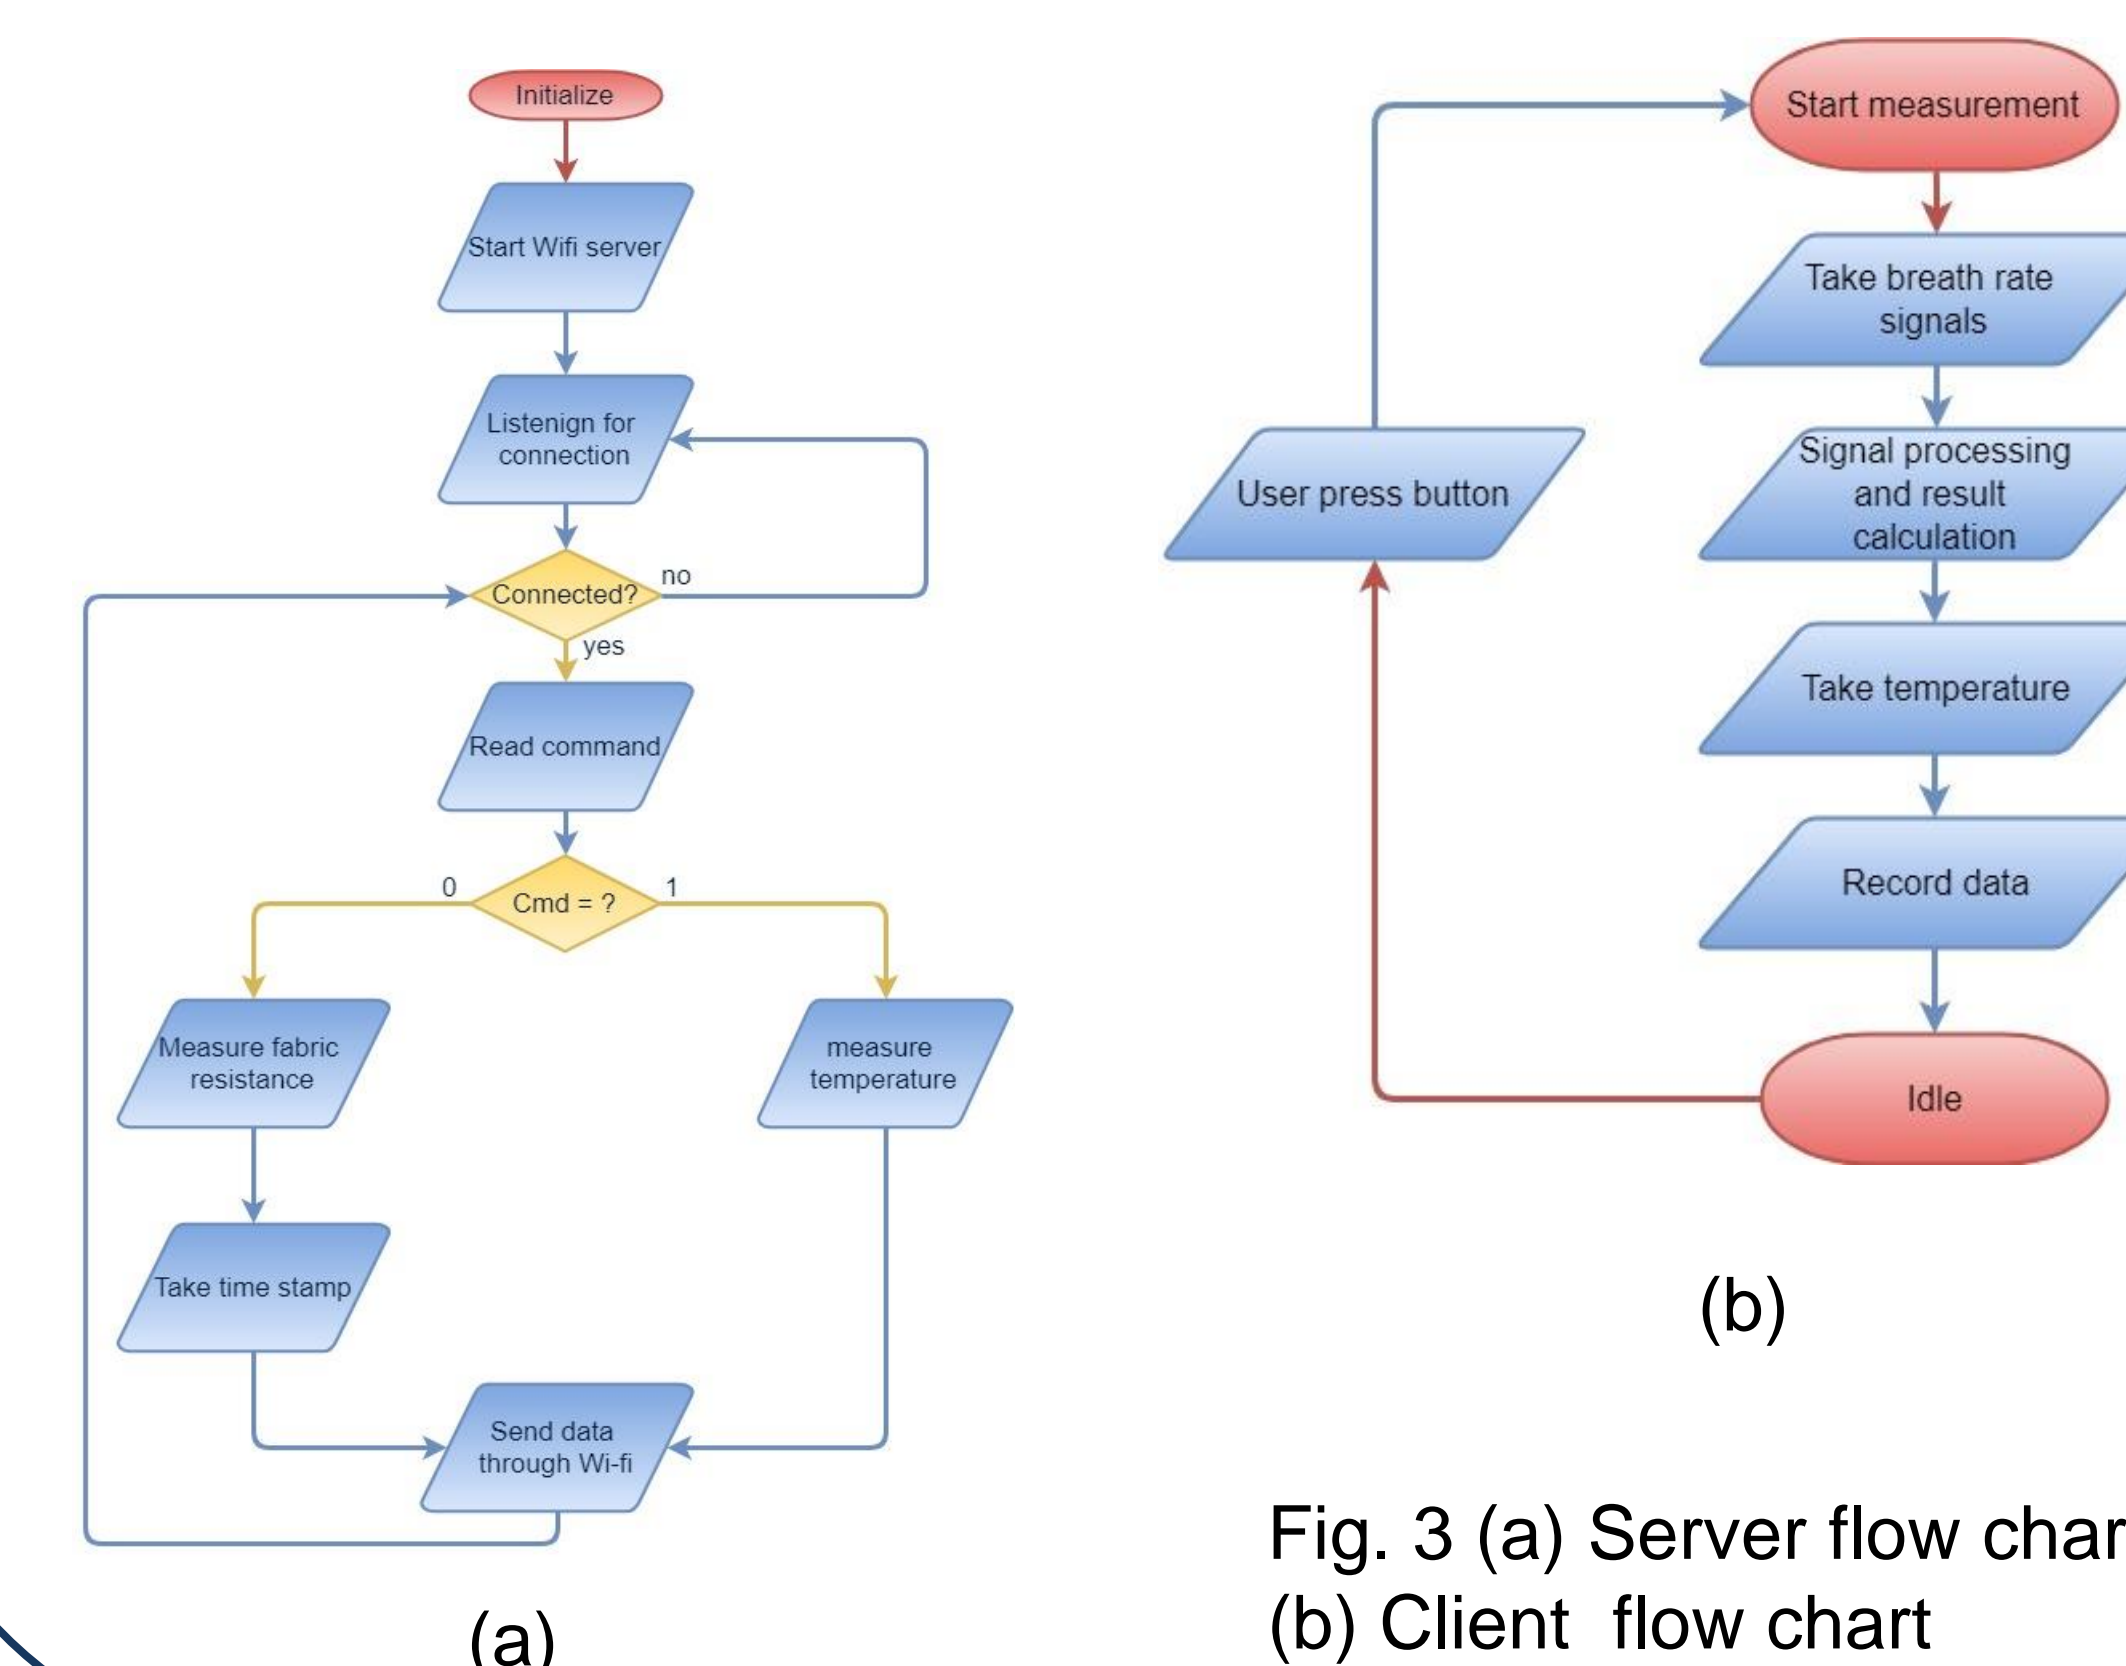 Initialize
Start Wifi server
Listenign for
connection
Connected?
no
yes
Read command
Cmd = ?
0
1
Measure fabric
resistance
measure
temperature
Take time stamp
Send data
through Wi-fi
(a)
Start measurement
Take breath rate
signals
Signal processing
and result
calculation
Take temperature
Record data
Idle
User press button
(b)
Fig. 3 (a) Server flow char
(b) Client flow chart